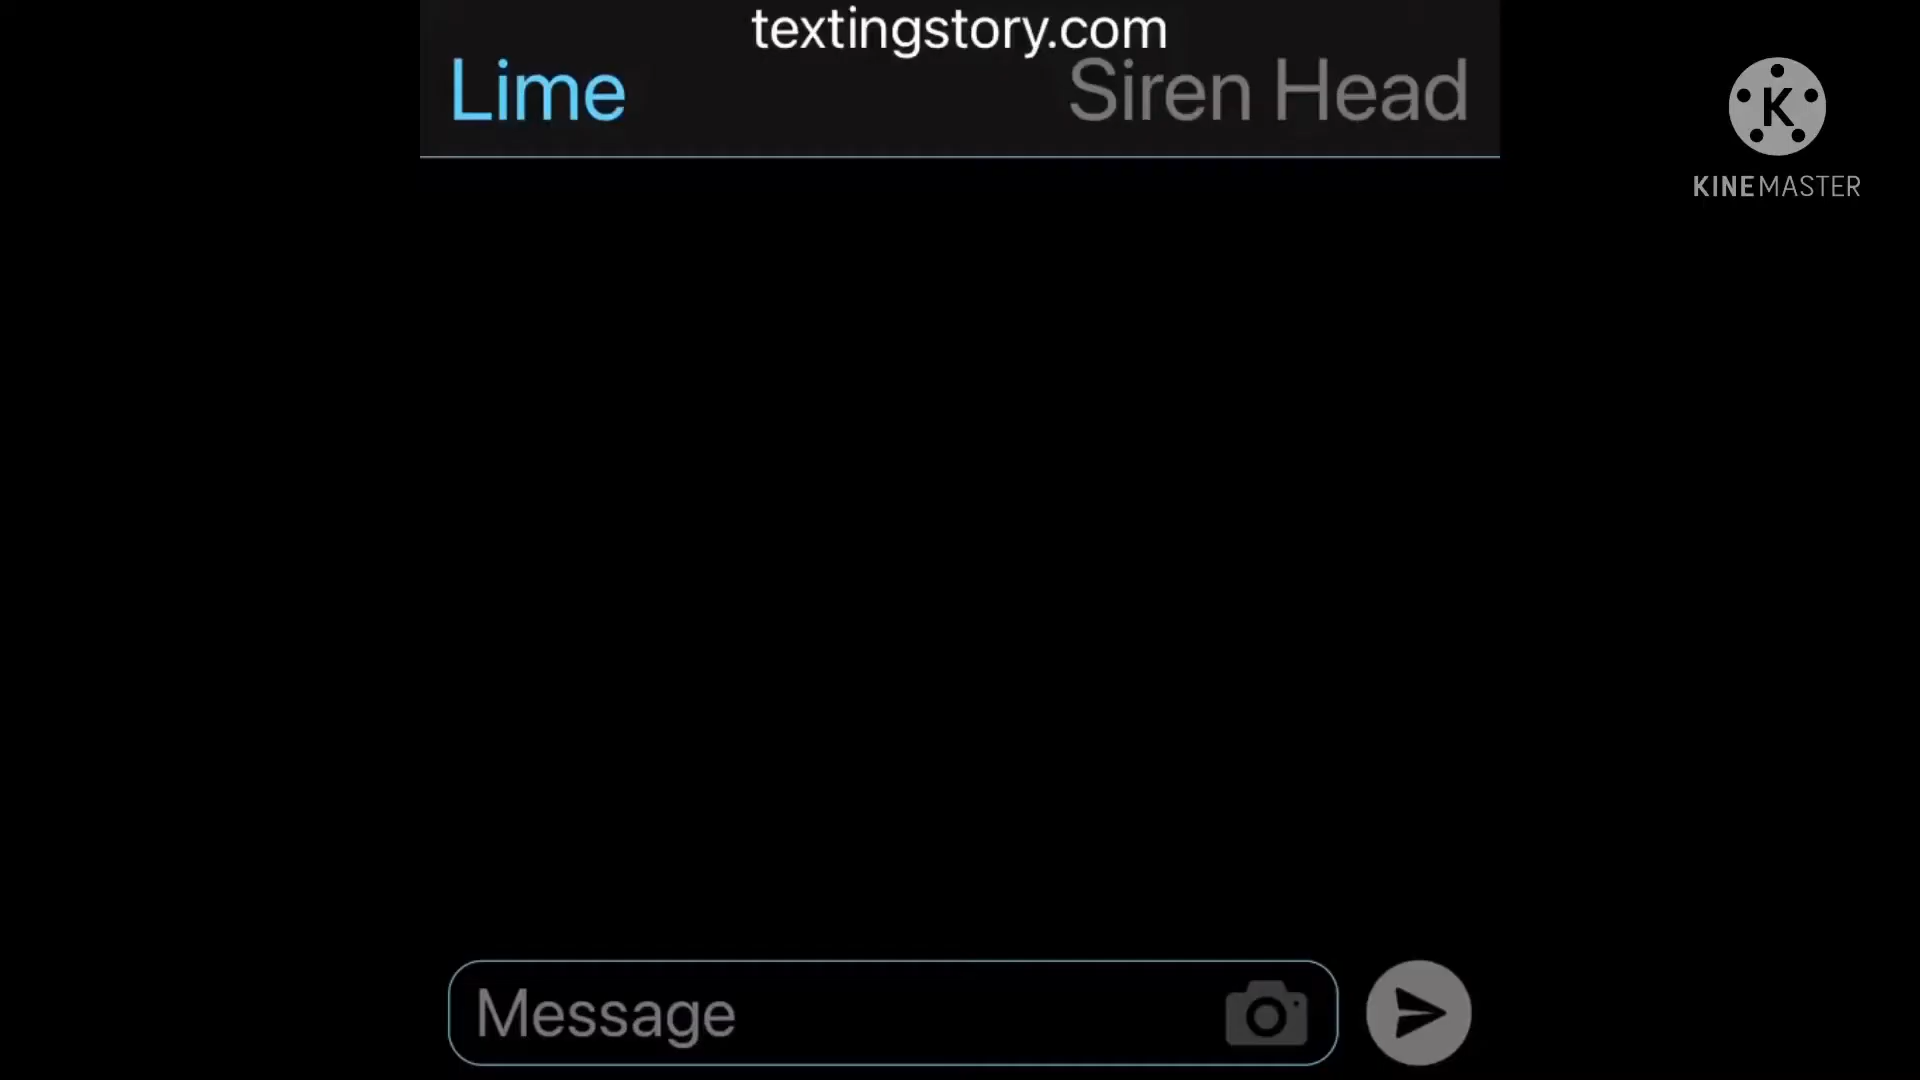 textingstory.com
Lime
Siren Head
K
KINEMASTER
Message